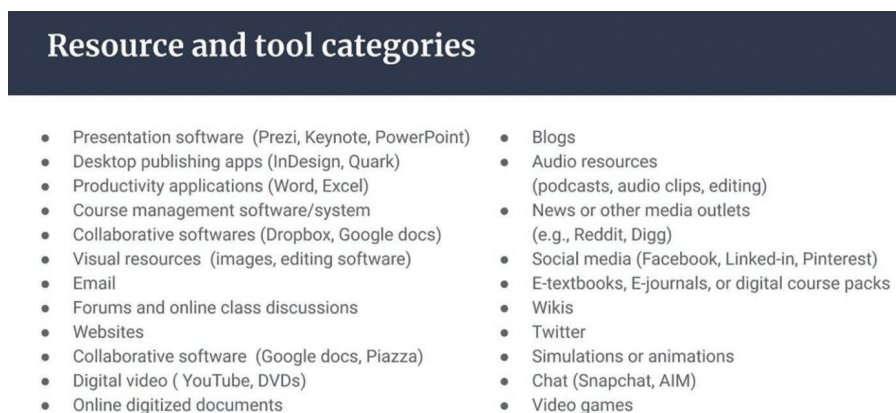 Resource and tool categories
● Presentation software (Prezi, Keynote, PowerPoint)
● Desktop publishing apps (InDesign, Quark)
● Productivity applications (Word, Excel)
● Course management software/system
● Collaborative softwares (Dropbox, Google docs)
● Visual resources (images, editing software)
● Email
● Forums and online class discussions
● Websites
● Collaborative software (Google docs, Piazza)
● Digital video ( YouTube, DVDs)
● Online digitized documents
● Blogs
● Audio resources
(podcasts, audio clips, editing)
● News or other media outlets
(e.g., Reddit, Digg)
● Social media (Facebook, Linked-in, Pinterest)
● E-textbooks, E-journals, or digital course packs
● Wikis
● Twitter
● Simulations or animations
● Chat (Snapchat, AIM)
● Video games